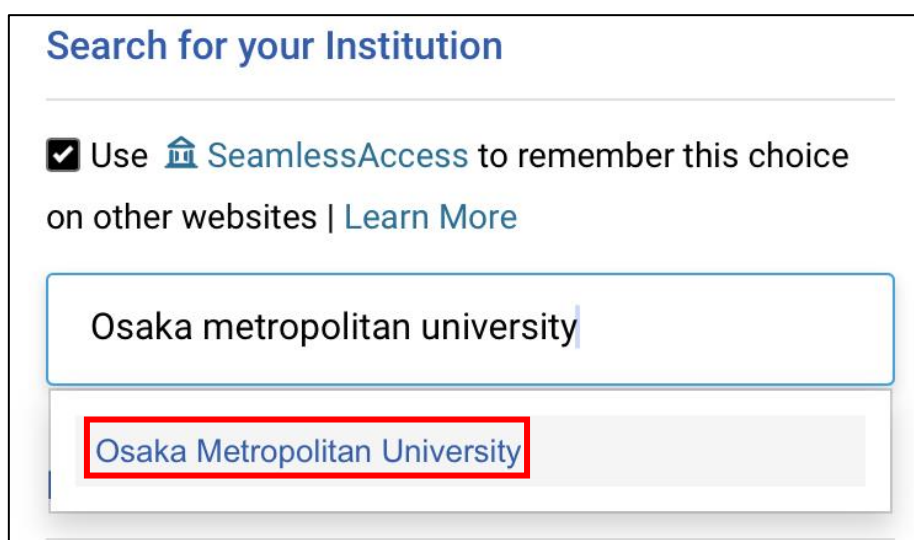 Search for your Institution
Use SeamlessAccess to remember this choice
on other websites | Learn More
Osaka metropolitan university
Osaka Metropolitan University